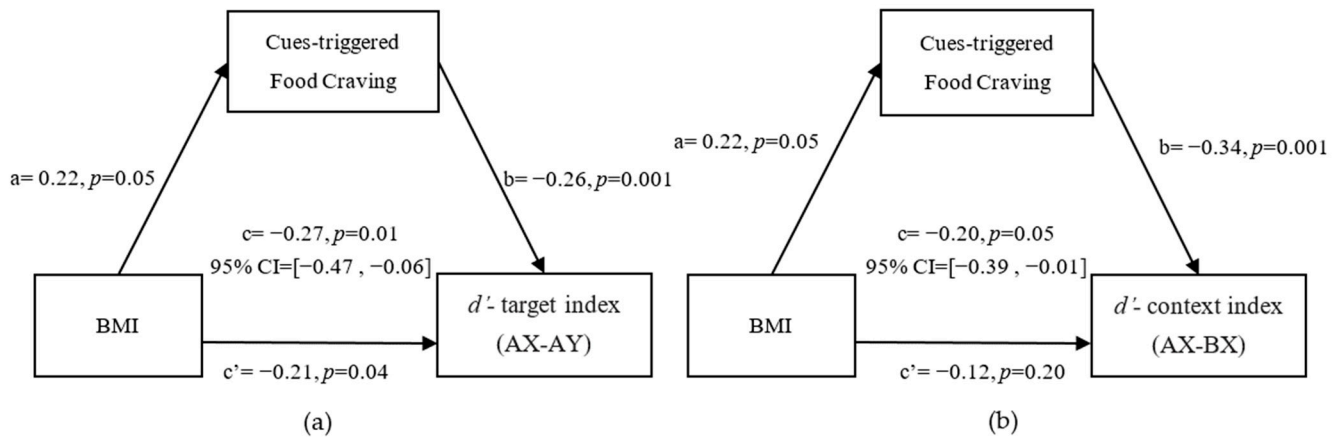 Cues-triggered
Food Craving
a= 0.22, p=0.05
b= −0.26, p=0.001
c= −0.27, p=0.01
95% CI=[−0.47 , −0.06]
BMI
d′- target index
(AX-AY)
c’= −0.21, p=0.04
(a)
Cues-triggered
Food Craving
a= 0.22, p=0.05
b= −0.34, p=0.001
c= −0.20, p=0.05
95% CI=[−0.39 , −0.01]
BMI
d′- context index
(AX-BX)
c’= −0.12, p=0.20
(b)